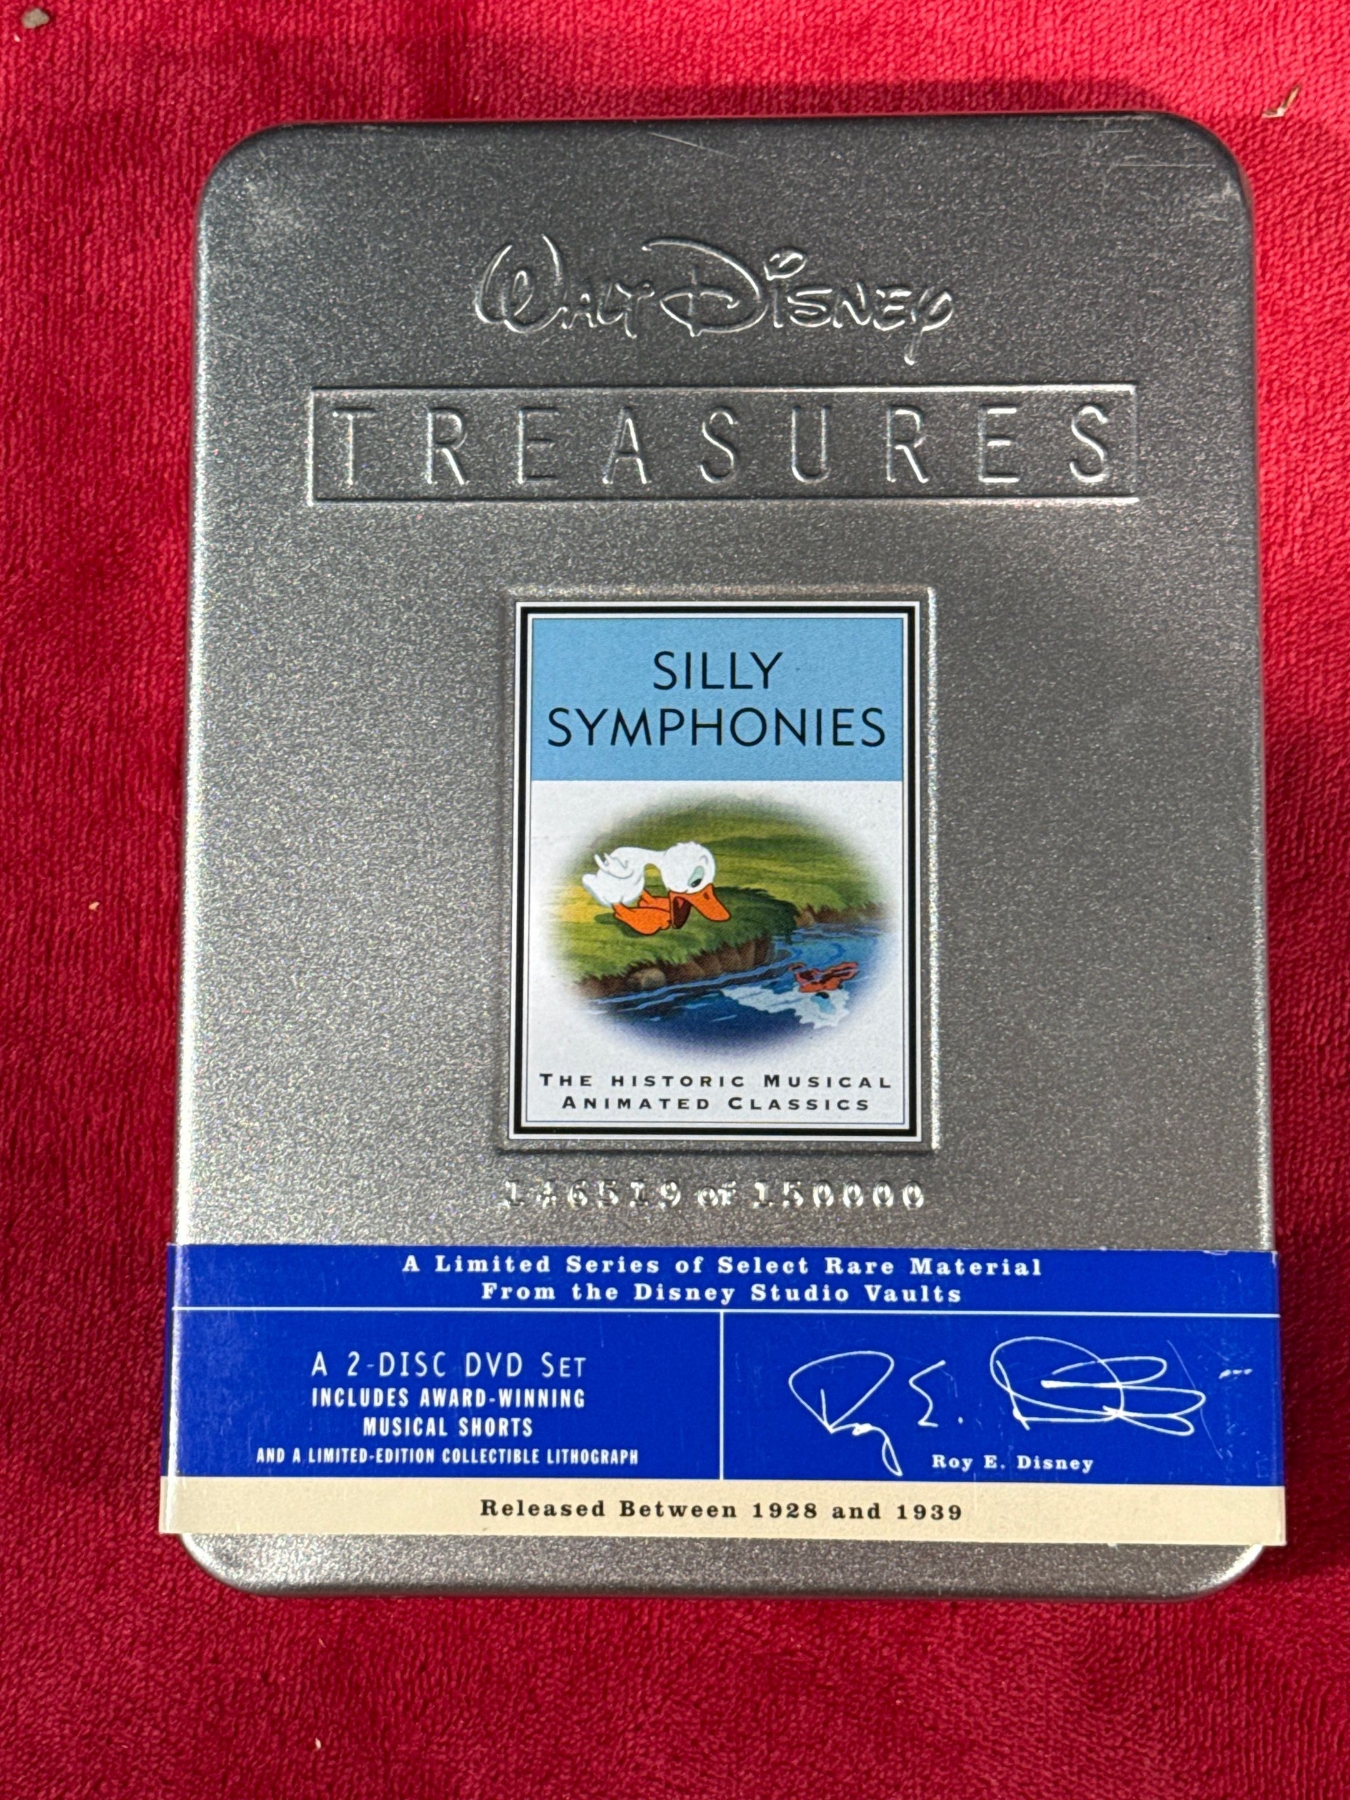 Walt Disney
TREASURES
SILLY
SYMPHONIES
THE HISTORIC MUSICAL
ANIMATED CLASSICS
146519 of 150000
A Limited Series of Select Rare Material
From the Disney Studio Vaults
A 2-DISC DVD SET
INCLUDES AWARD-WINNING
MUSICAL SHORTS
AND A LIMITED-EDITION COLLECTIBLE LITHOGRAPH
Roy E. Disney
Roy E. Disney
Released Between 1928 and 1939